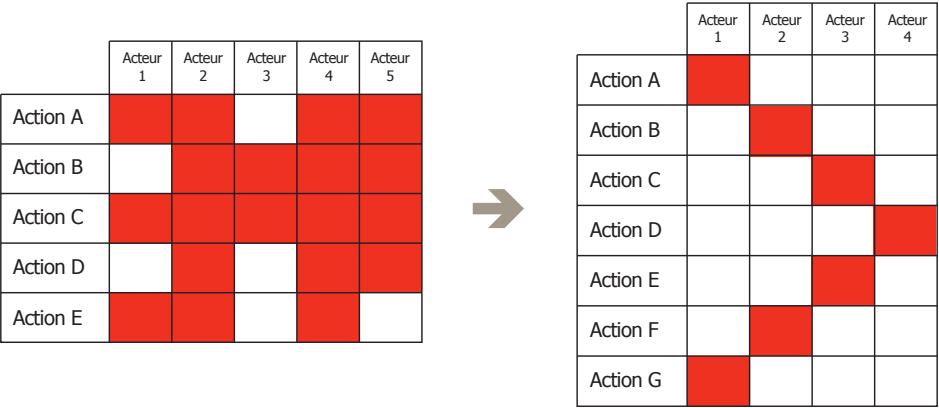 Acteur 1 Acteur 2 Acteur 3 Acteur 4 Acteur 5
Action A
Action B
Action C
Action D
Action E
Acteur 1 Acteur 2 Acteur 3 Acteur 4
Action A
Action B
Action C
Action D
Action E
Action F
Action G